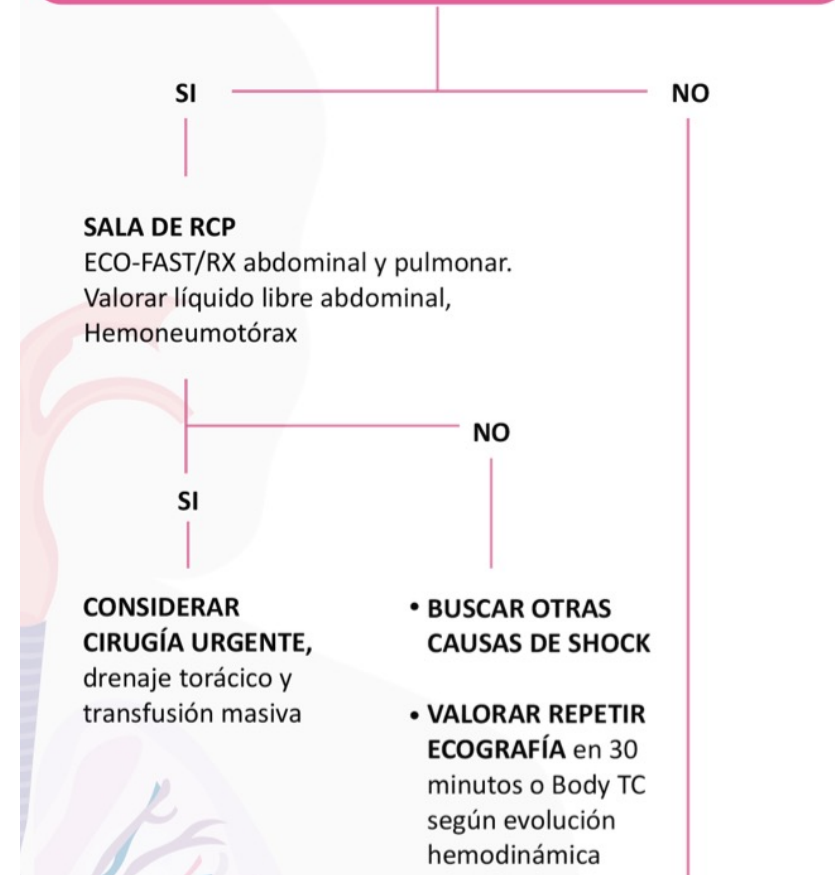 SI
NO
SALA DE RCP
ECO-FAST/RX abdominal y pulmonar.
Valorar líquido libre abdominal,
Hemoneumotórax
NO
SI
CONSIDERAR
CIRUGÍA URGENTE,
drenaje torácico y
transfusión masiva
• BUSCAR OTRAS
CAUSAS DE SHOCK
• VALORAR REPETIR
ECOGRAFÍA en 30
minutos o Body TC
según evolución
hemodinámica